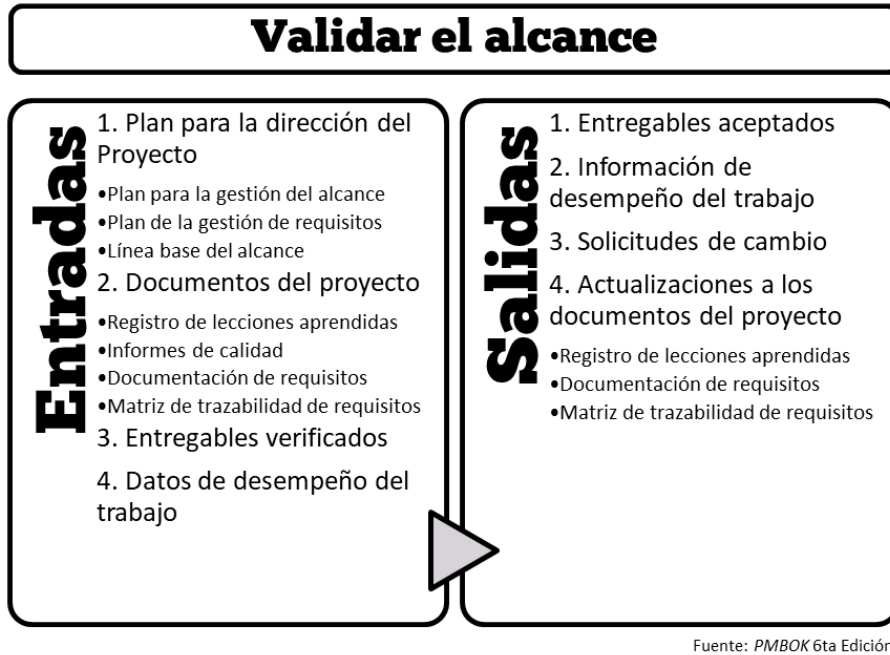 Validar el alcance
Entradas
1. Plan para la dirección del
Proyecto
•Plan para la gestión del alcance
•Plan de la gestión de requisitos
•Línea base del alcance
2. Documentos del proyecto
•Registro de lecciones aprendidas
•Informes de calidad
•Documentación de requisitos
•Matriz de trazabilidad de requisitos
3. Entregables verificados
4. Datos de desempeño del
trabajo
Salidas
1. Entregables aceptados
2. Información de
desempeño del trabajo
3. Solicitudes de cambio
4. Actualizaciones a los
documentos del proyecto
•Registro de lecciones aprendidas
•Documentación de requisitos
•Matriz de trazabilidad de requisitos
Fuente: PMBOK 6ta Edición